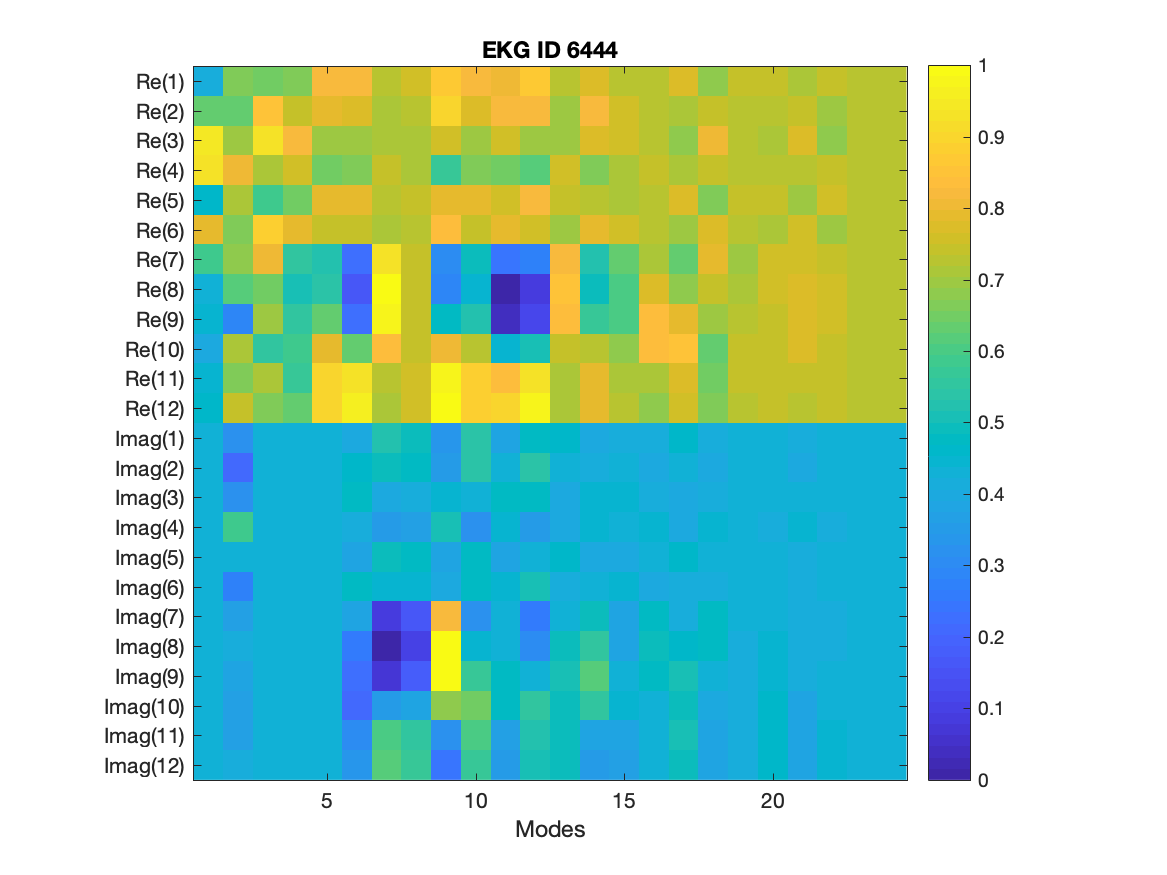 EKG ID 6444
Re(1)
Re(2)
Re(3)
Re(4)
Re(5)
Re(6)
Re(7)
Re(8)
Re(9)
Re(10)
Re(11)
Re(12)
Imag(1)
Imag(2)
Imag(3)
Imag(4)
Imag(5)
Imag(6)
Imag(7)
Imag(8)
Imag(9)
Imag(10)
Imag(11)
Imag(12)
5 10 15 20
Modes
1
0.9
0.8
0.7
0.6
0.5
0.4
0.3
0.2
0.1
0